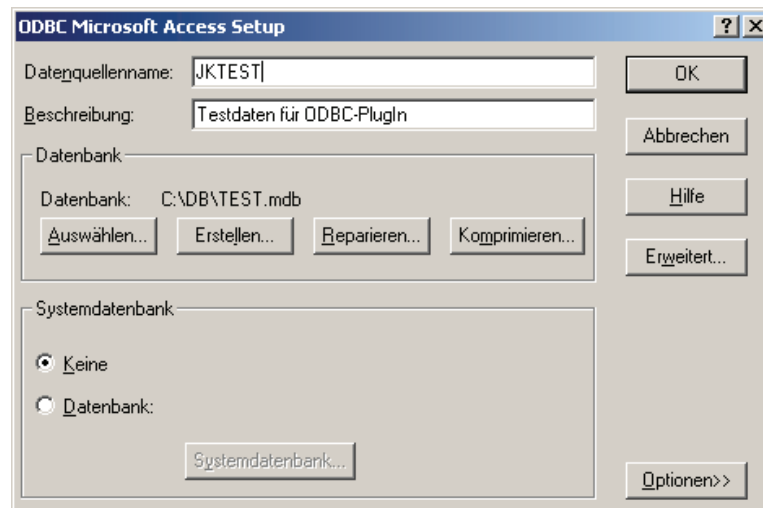 ODBC Microsoft Access Setup
Datenquellenname: JKTEST
OK
Beschreibung: Testdaten für ODBC-PlugIn
Abbrechen
Datenbank
Datenbank: C:\DB\TEST.mdb
Hilfe
Auswählen... Erstellen... Reparieren... Komprimieren...
Erweitert...
Systemdatenbank
Keine
Datenbank:
Systemdatenbank...
Optionen>>